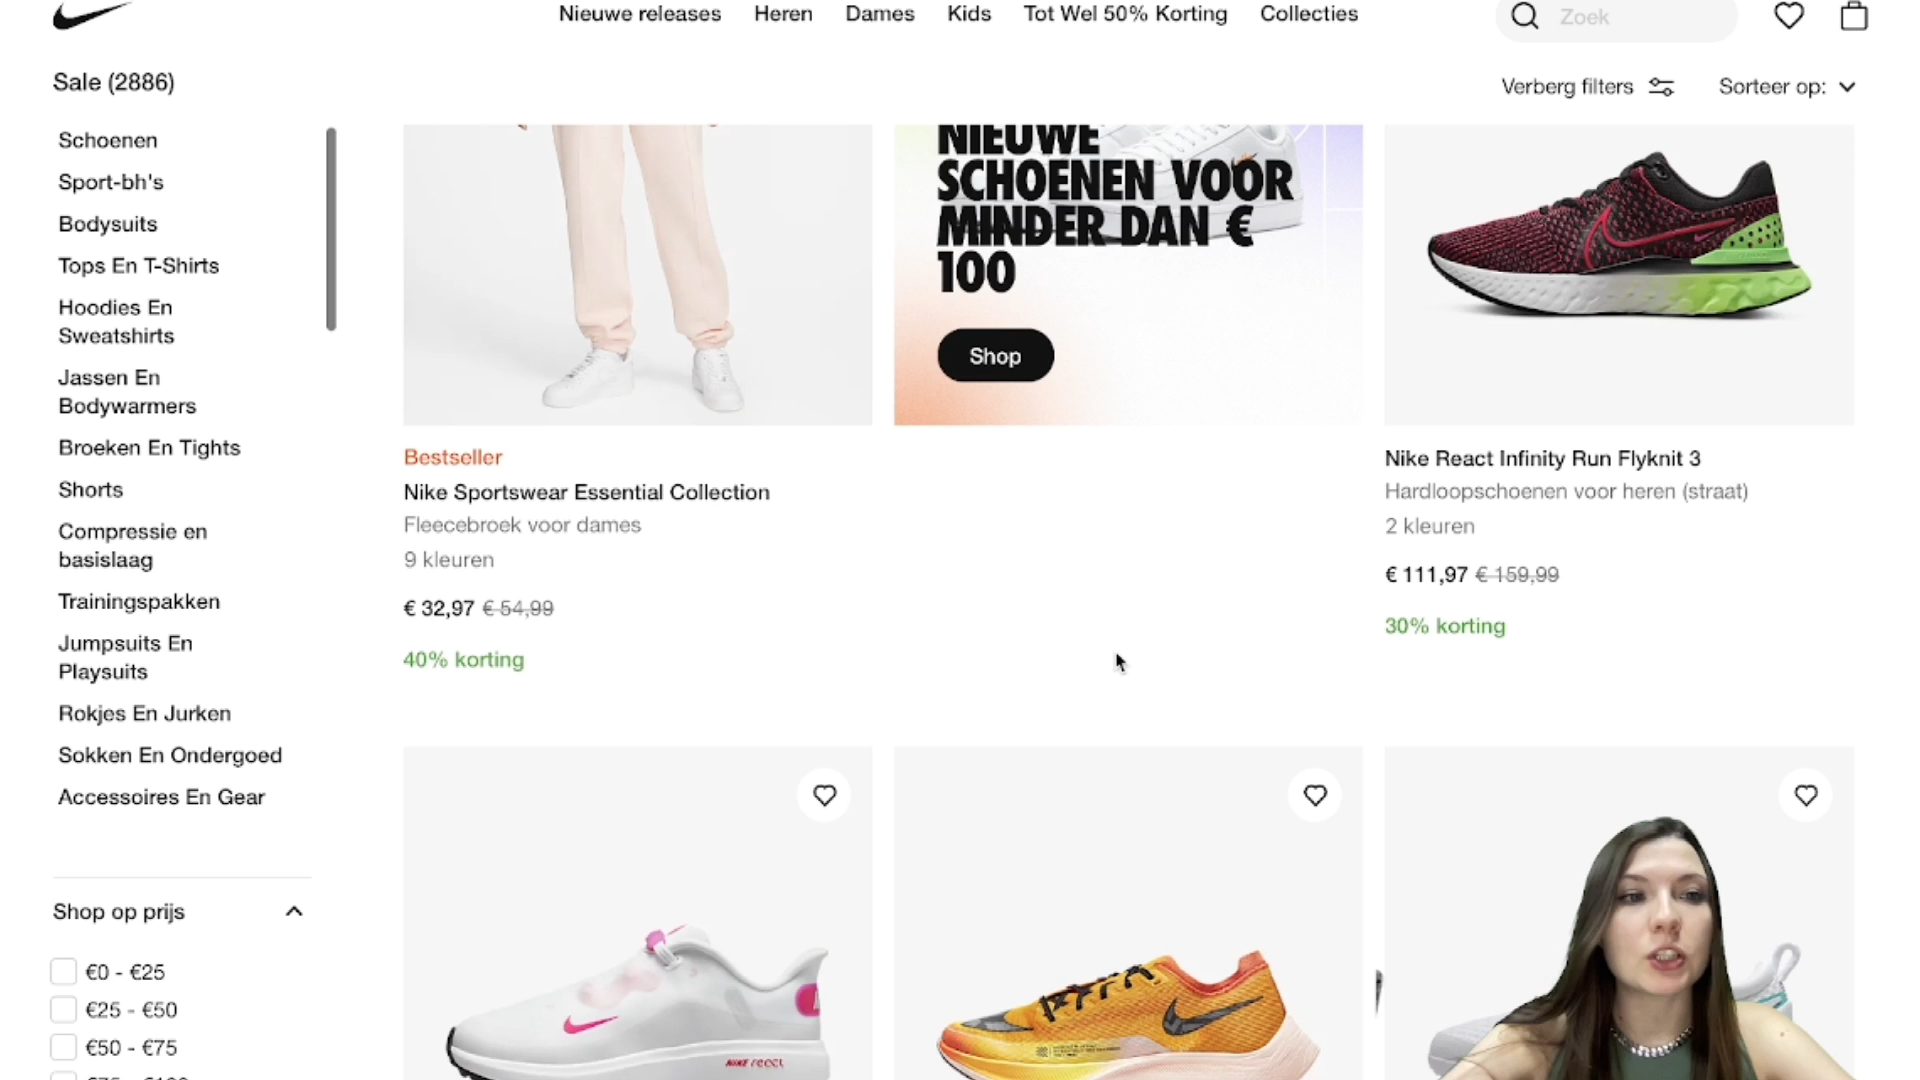 Nieuwe releases Heren Dames Kids Tot Wel 50% Korting Collecties Zoek
Sale (2886)
Verberg filters Sorteer op:
Schoenen
Sport-bh's
Bodysuits
Tops En T-Shirts
Hoodies En
Sweatshirts
Jassen En
Bodywarmers
Broeken En Tights
Shorts
Compressie en
basislaag
Trainingspakken
Jumpsuits En
Playsuits
Rokjes En Jurken
Sokken En Ondergoed
Accessoires En Gear
Shop op prijs
€0 - €25
€25 - €50
€50 - €75
NIEUWE
SCHOENEN VOOR
MINDER DAN €
100
Shop
Bestseller
Nike Sportswear Essential Collection
Fleecebroek voor dames
9 kleuren
€ 32,97 € 54,99
40% korting
Nike React Infinity Run Flyknit 3
Hardloopschoenen voor heren (straat)
2 kleuren
€ 111,97 € 159,99
30% korting
NIKE react